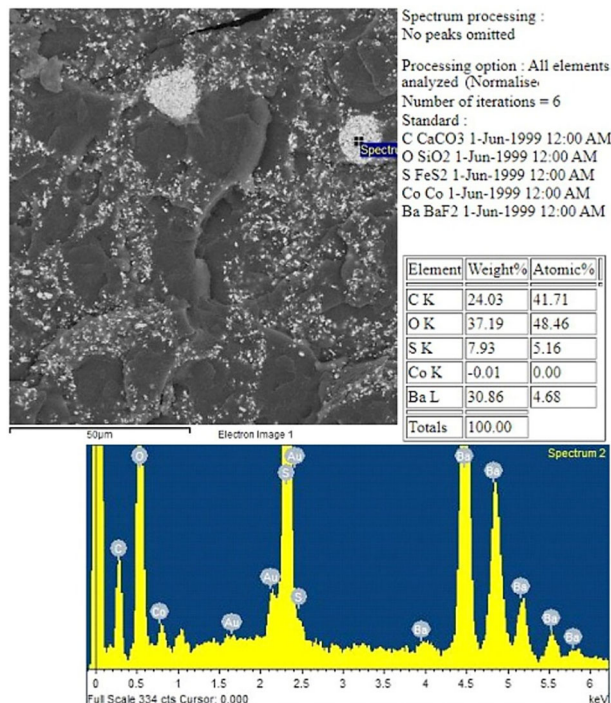 Spectrum processing :
No peaks omitted
Processing option : All elements
analyzed (Normalise
Number of iterations = 6
Standard :
C CaCO3 1-Jun-1999 12:00 AM
O SiO2 1-Jun-1999 12:00 AM
S FeS2 1-Jun-1999 12:00 AM
Co Co 1-Jun-1999 12:00 AM
Ba BaF2 1-Jun-1999 12:00 AM
Spectru
Element Weight% Atomic%
C K 24.03 41.71
O K 37.19 48.46
S K 7.93 5.16
Co K -0.01 0.00
Ba L 30.86 4.68
Totals 100.00
50µm Electron Image 1
Spectrum 2
O Au S Ba Ba
C Au S Ba
Co Au Ba Ba Ba
0 0.5 1 1.5 2 2.5 3 3.5 4 4.5 5 5.5 6
Full Scale 334 cts Cursor: 0.000 keV